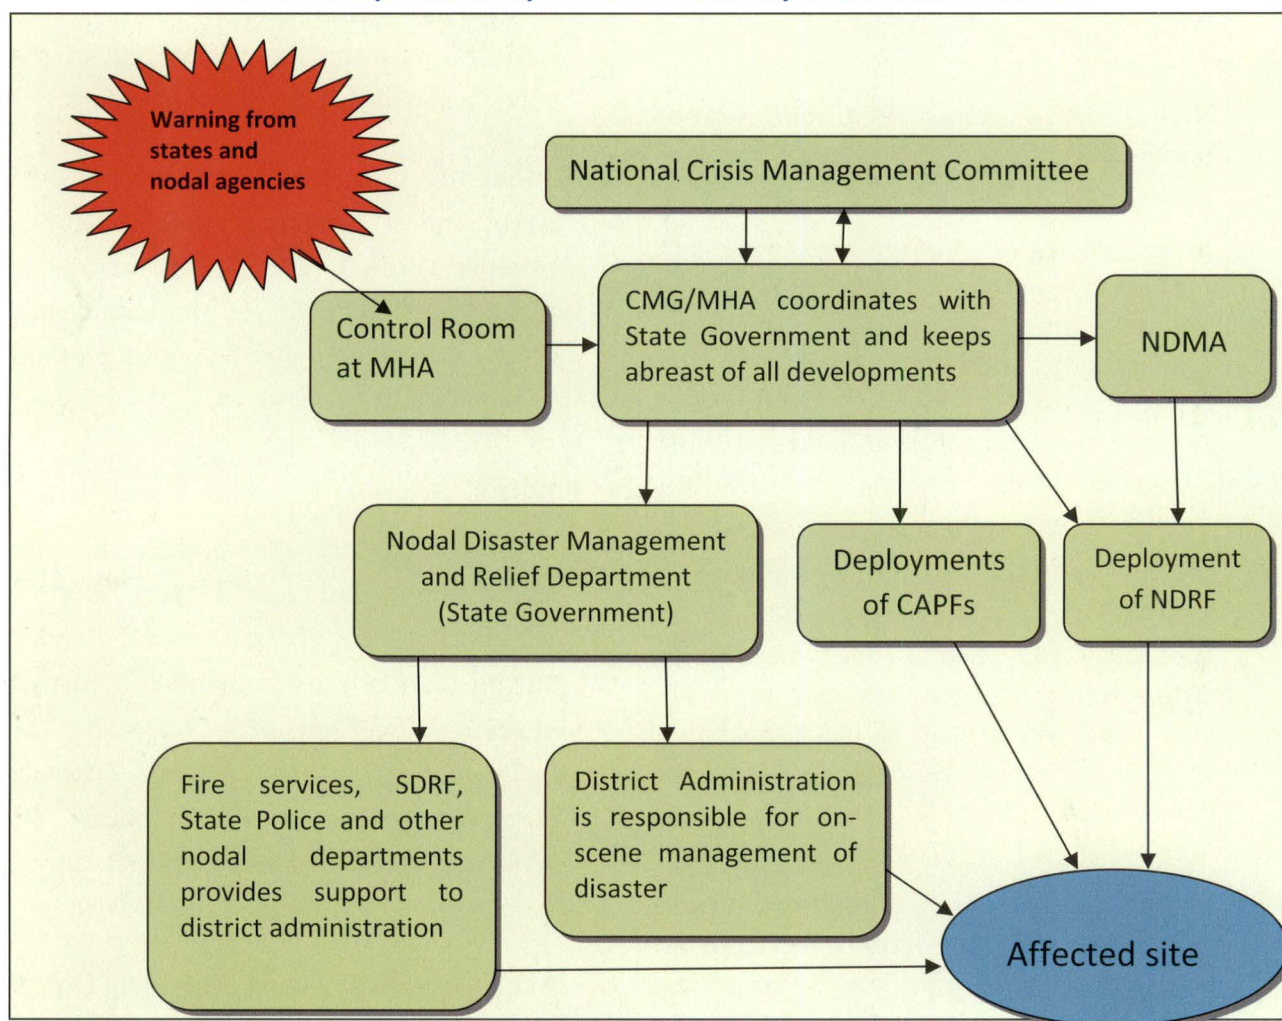 Warning from
states and
nodal agencies
National Crisis Management Committee
Control Room
at MHA
CMG/MHA coordinates with
State Government and keeps
abreast of all developments
NDMA
Nodal Disaster Management
and Relief Department
(State Government)
Deployments
of CAPFs
Deployment
of NDRF
Fire services, SDRF,
State Police and other
nodal departments
provides support to
district administration
District Administration
is responsible for on-
scene management of
disaster
Affected site